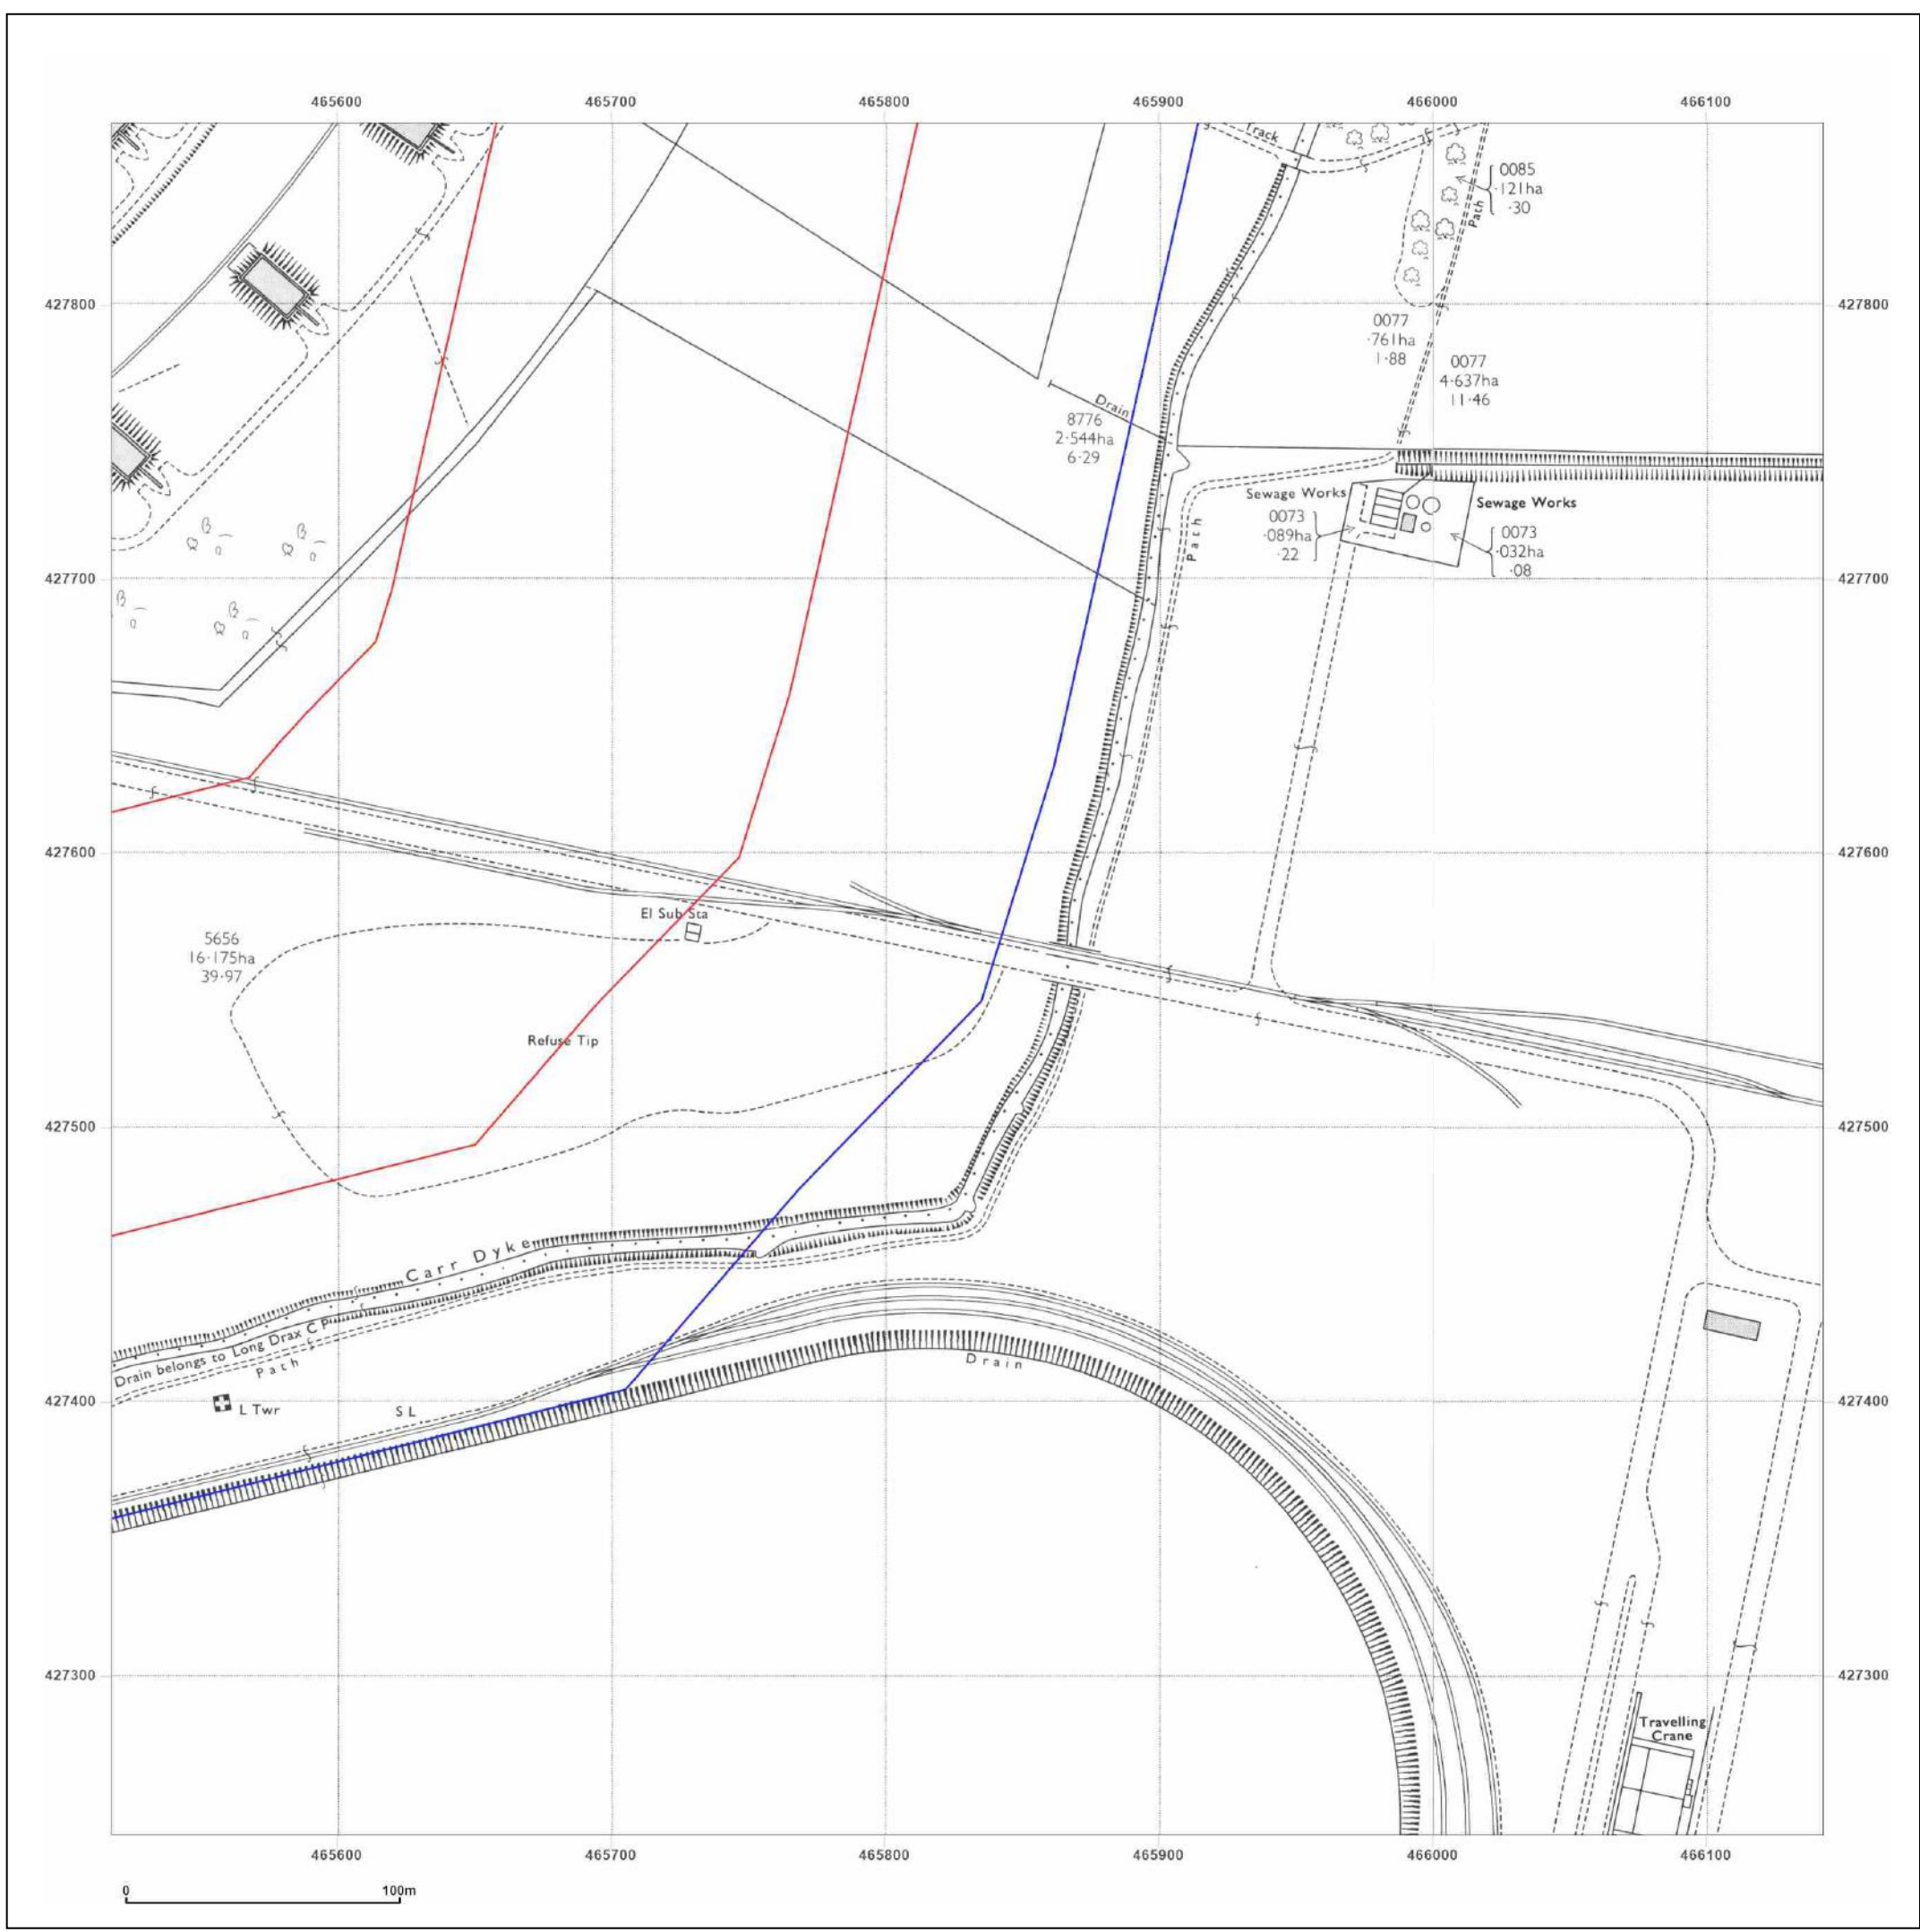 465600 465700 465800 465900 466000 466100
Track
0085
·121ha
·30
Path
427800 427800
0077
·761ha
1·88
0077
4·637ha
11·46
Drain
8776
2·544ha
6·29
Sewage Works
0073
·089ha
·22
Sewage Works
0073
·032ha
·08
Path
427700 427700
427600 427600
El Sub Sta
5656
16·175ha
39·97
Refuse Tip
427500 427500
Carr Dyke
Drain belongs to Long Drax C P
Path
Drain
427400 427400
L Twr
S L
427300 427300
Travelling
Crane
465600 465700 465800 465900 466000 466100
0 100m